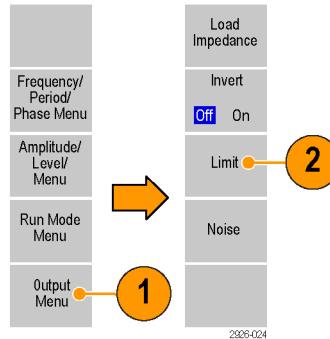 Frequency/
Period/
Phase Menu
Amplitude/
Level/
Menu
Run Mode
Menu
Output
Menu
1
Load
Impedance
Invert
Off On
Limit
2
Noise
2926-024